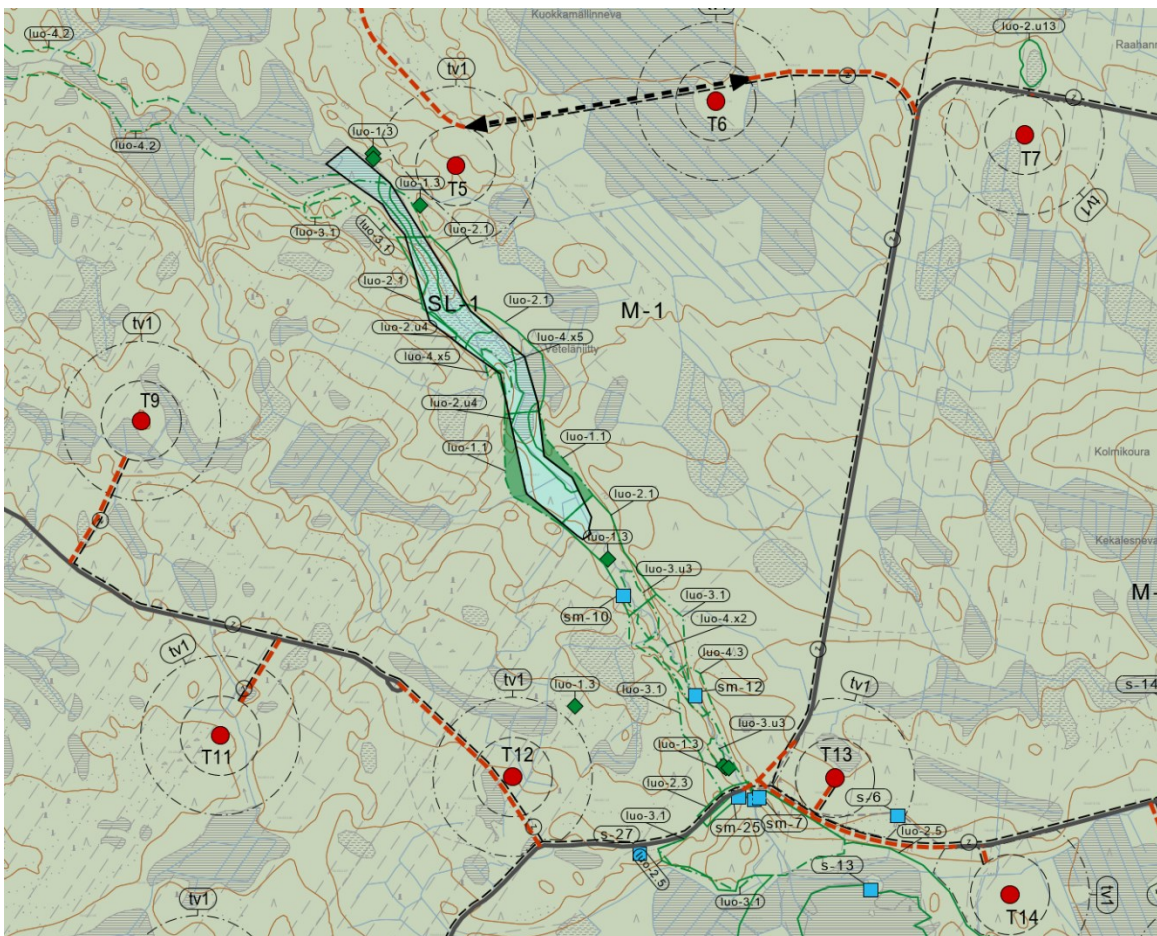 Kuokkamällinneva
luo-4.2
luo-2.u13
Raahann
tv1
T6
T7
tv1
luo-4.2
luo-1.3
T5
luo-1.3
luo-3.1
luo-3.1
luo-2.1
luo-2.1
SL-1
luo-2.1
M-1
tv1
luo-2.u4
luo-4.x5
Vetelaniitty
luo-4.x5
T9
luo-2.u4
luo-1.1
luo-1.1
Kolmikoura
luo-2.1
luo-1.3
Kekalesneva
luo-3.u3
luo-3.1
M-
sm-10
luo-4.x2
tv1
luo-4.3
sm-12
s-14
tv1
luo-1.3
luo-3.1
tv1
luo-3.u3
T11
T12
luo-1.3
T13
luo-2.3
s-6
luo-3.1
sm-25
sm-7
s-27
luo-2.5
luo-2.5
s-13
tv1
luo-3.1
T14
tv1